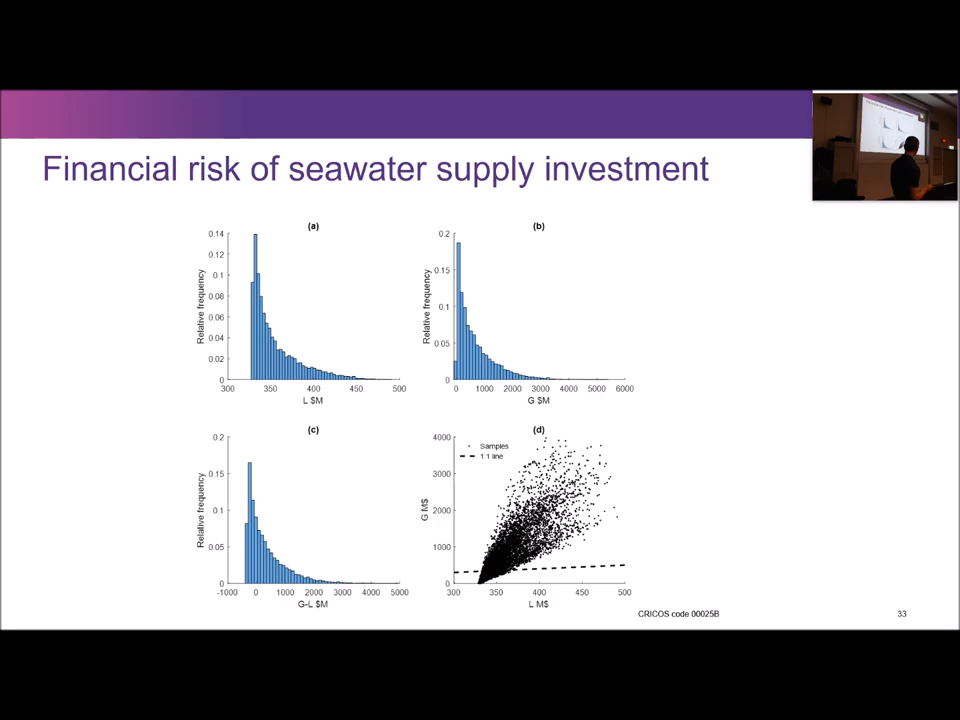 Financial risk of seawater supply investment
(a)
0.14
0.12
0.1
0.08
0.06
0.04
0.02
0
Relative frequency
300 350 400 450 500
L $M
(b)
0.2
0.15
0.1
0.05
0
Relative frequency
0 1000 2000 3000 4000 5000 6000
G $M
(c)
0.2
0.15
0.1
0.05
0
Relative frequency
-1000 0 1000 2000 3000 4000 5000
G-L $M
(d)
4000
3000
2000
1000
0
G M$
Samples
1:1 line
300 350 400 450 500
L M$
CRICOS code 00025B
33